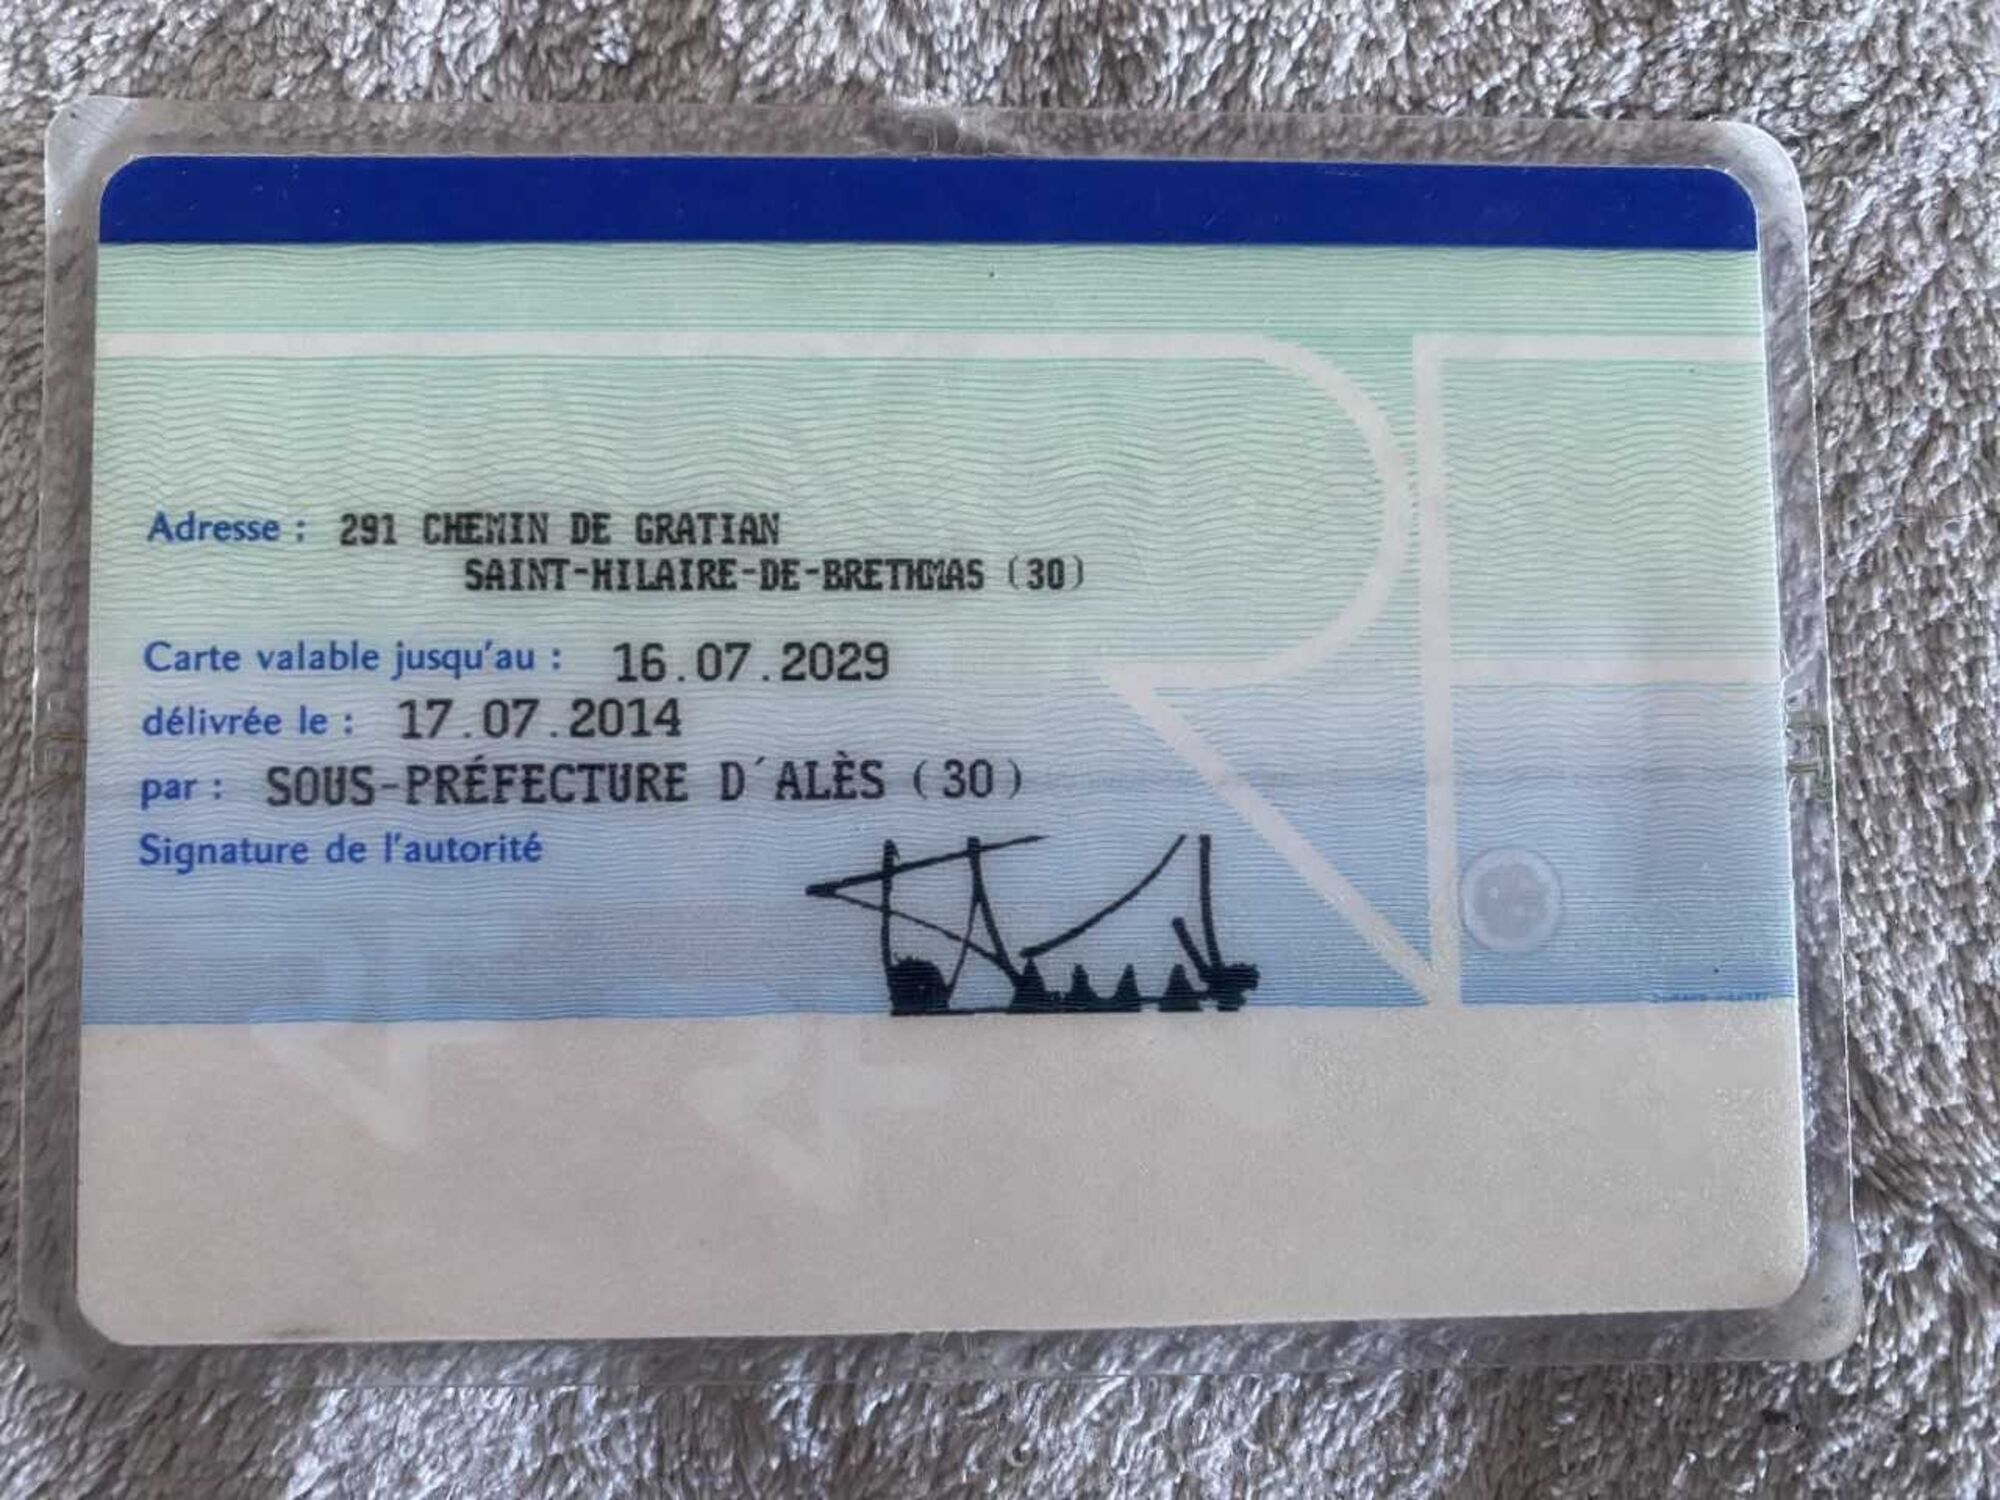 Adresse : 291 CHEMIN DE GRATIAN
SAINT-HILAIRE-DE-BRETHMAS (30)
Carte valable jusqu'au : 16.07.2029
délivrée le : 17.07.2014
par : SOUS-PRÉFECTURE D´ALÈS (30)
Signature de l'autorité